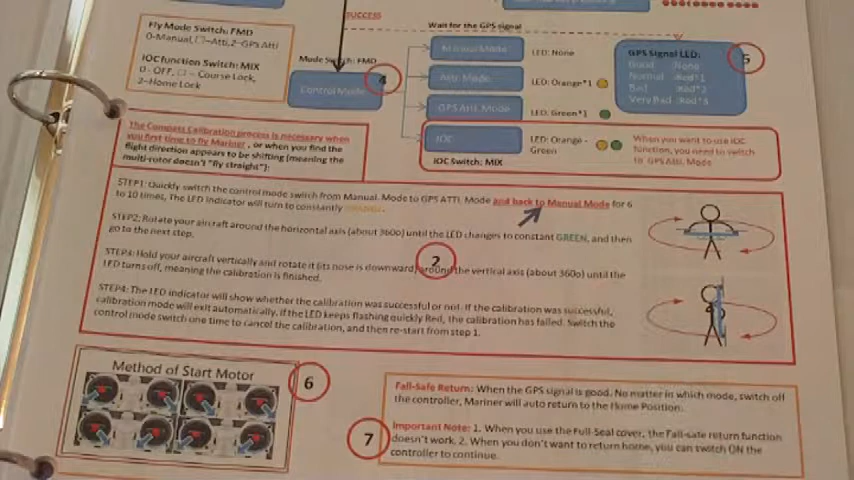 SUCCESS
Wait for the GPS signal
Fly Mode Switch: FMD
0-Manual, □-Atti, 2-GPS Atti
IOC function Switch: MIX
0 - OFF, □ - Course Lock,
2-Home Lock
Mode Switch: FMD
Control Mode
4
Manual Mode
LED: None
Atti. Mode
LED: Orange*1
GPS Atti. Mode
LED: Green*1
IOC
LED: Orange -
Green
IOC Switch: MIX
When you want to use IOC
function, you need to switch
to GPS Atti. Mode
GPS Signal LED:
Good :None
Normal :Red*1
Bad :Red*2
Very Bad :Red*3
5
The Compass Calibration process is necessary when
you first time to fly Mariner, or when you find the
flight direction appears to be shifting (meaning the
multi-rotor doesn't "fly straight"):
STEP1: Quickly switch the control mode switch from Manual. Mode to GPS ATTI. Mode and back to Manual Mode for 6
to 10 times. The LED indicator will turn to constantly ORANGE.
STEP2: Rotate your aircraft around the horizontal axis (about 360o) until the LED changes to constant GREEN, and then
go to the next step.
2
STEP3: Hold your aircraft vertically and rotate it (its nose is downward) around the vertical axis (about 360o) until the
LED turns off, meaning the calibration is finished.
STEP4: The LED indicator will show whether the calibration was successful or not. If the calibration was successful,
calibration mode will exit automatically. If the LED keeps flashing quickly Red, the calibration has failed. Switch the
control mode switch one time to cancel the calibration, and then re-start from step 1.
Method of Start Motor
6
Fall-Safe Return: When the GPS signal is good. No matter in which mode, switch off
the controller, Mariner will auto return to the Home Position.
7
Important Note: 1. When you use the Full-Seal cover, the Fall-safe return function
doesn't work. 2. When you don't want to return home, you can switch ON the
controller to continue.